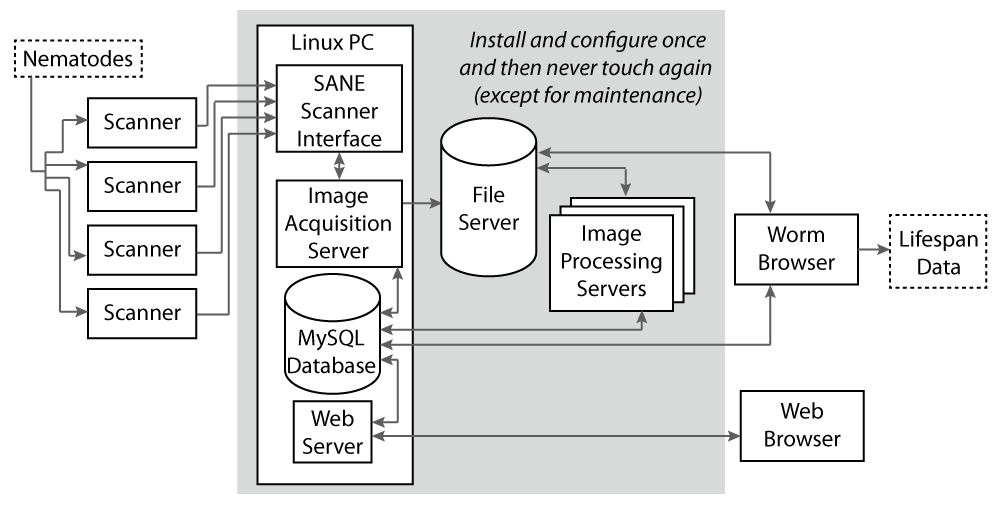 Nematodes
Scanner
Scanner
Scanner
Scanner
Linux PC
SANE
Scanner
Interface
Image
Acquisition
Server
MySQL
Database
Web
Server
Install and configure once
and then never touch again
(except for maintenance)
File
Server
Image
Processing
Servers
Worm
Browser
Lifespan
Data
Web
Browser